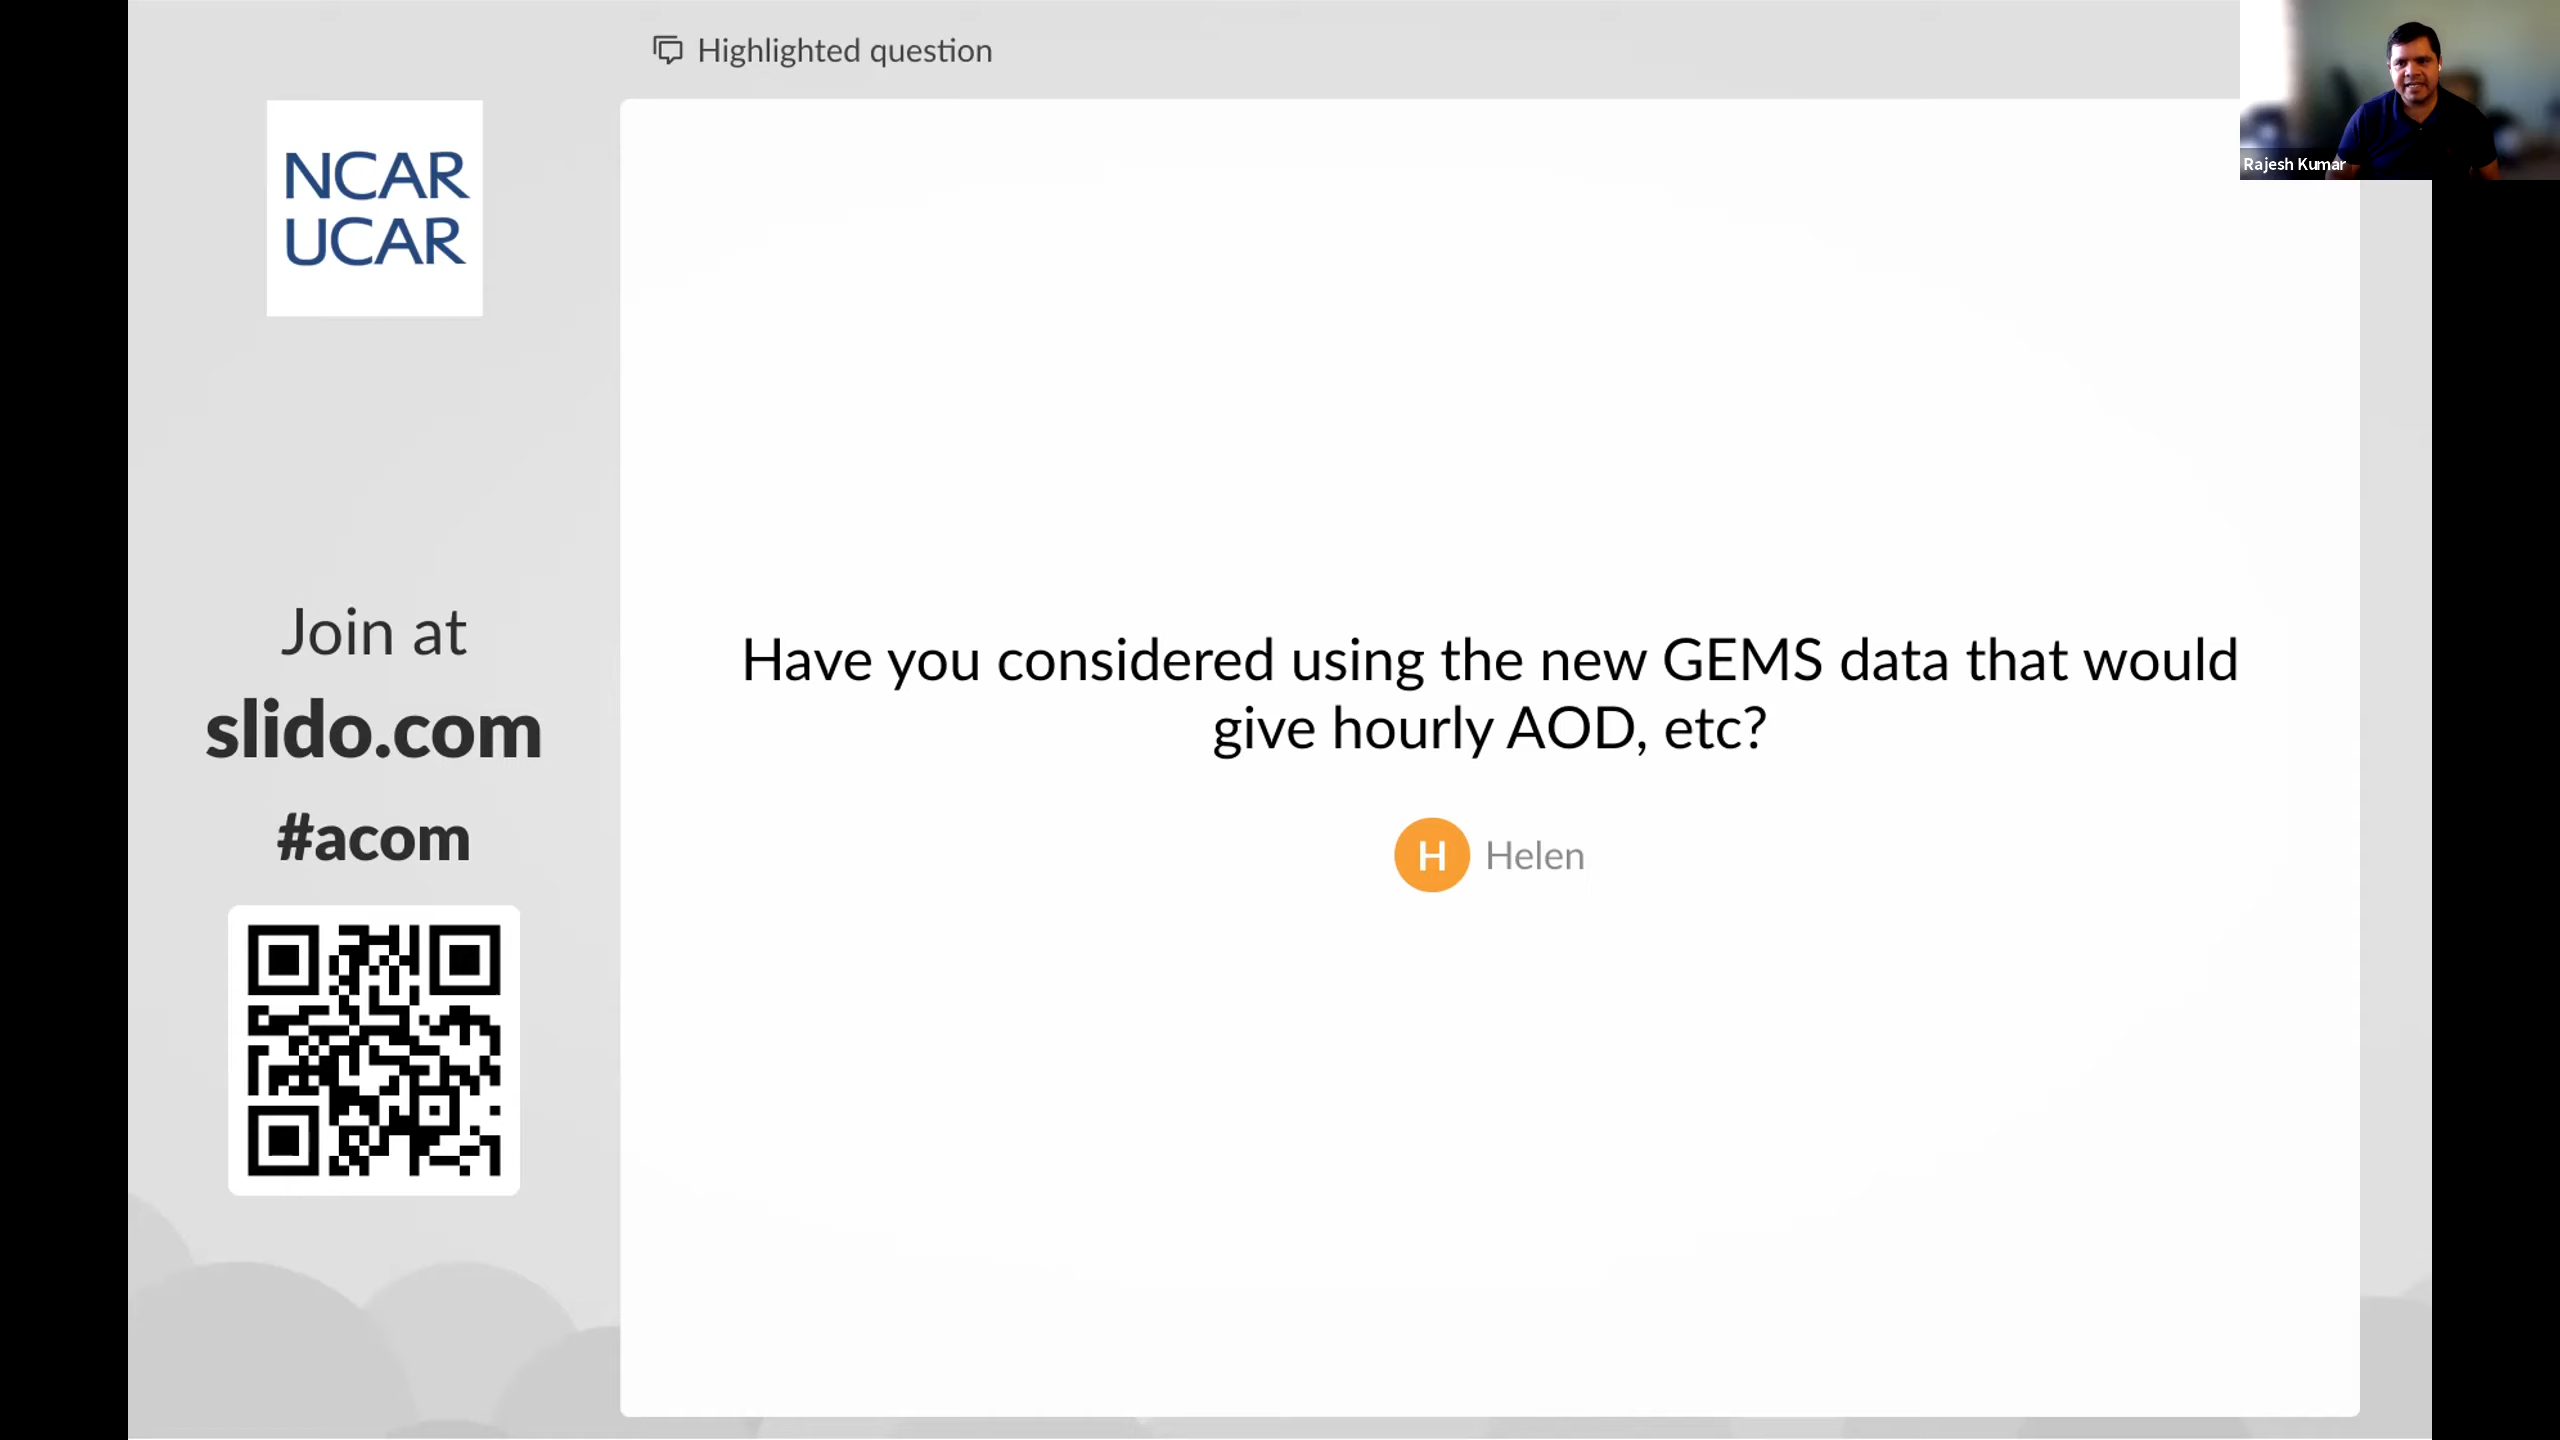 Highlighted question
NCAR
UCAR
Join at
slido.com
#acom
Have you considered using the new GEMS data that would
give hourly AOD, etc?
H Helen
Rajesh Kumar